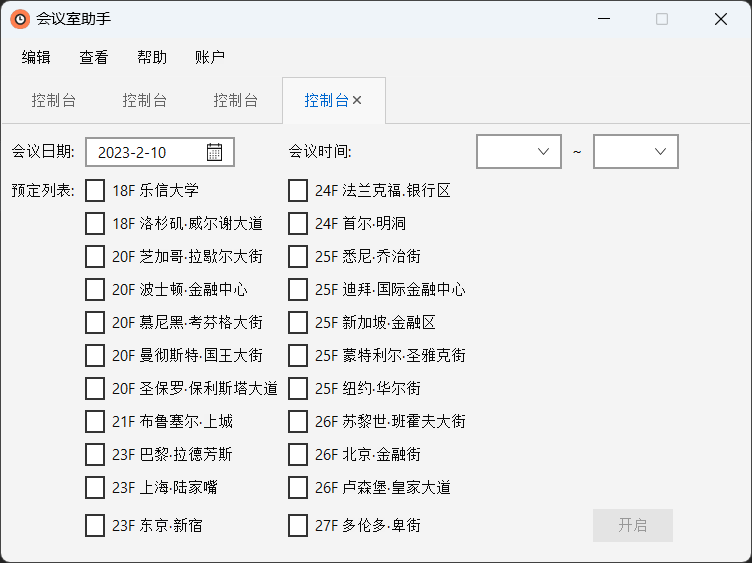 会议室助手
编辑 查看 帮助 账户
控制台 控制台 控制台 控制台
会议日期: 2023-2-10 会议时间: ~
预定列表: 18F 乐信大学 24F 法兰克福.银行区
18F 洛杉矶·威尔谢大道 24F 首尔·明洞
20F 芝加哥·拉歇尔大街 25F 悉尼·乔治街
20F 波士顿·金融中心 25F 迪拜·国际金融中心
20F 慕尼黑·考芬格大街 25F 新加坡·金融区
20F 曼彻斯特·国王大街 25F 蒙特利尔·圣雅克街
20F 圣保罗·保利斯塔大道 25F 纽约·华尔街
21F 布鲁塞尔·上城 26F 苏黎世·班霍夫大街
23F 巴黎·拉德芳斯 26F 北京·金融街
23F 上海·陆家嘴 26F 卢森堡·皇家大道
23F 东京·新宿 27F 多伦多·卑街
开启